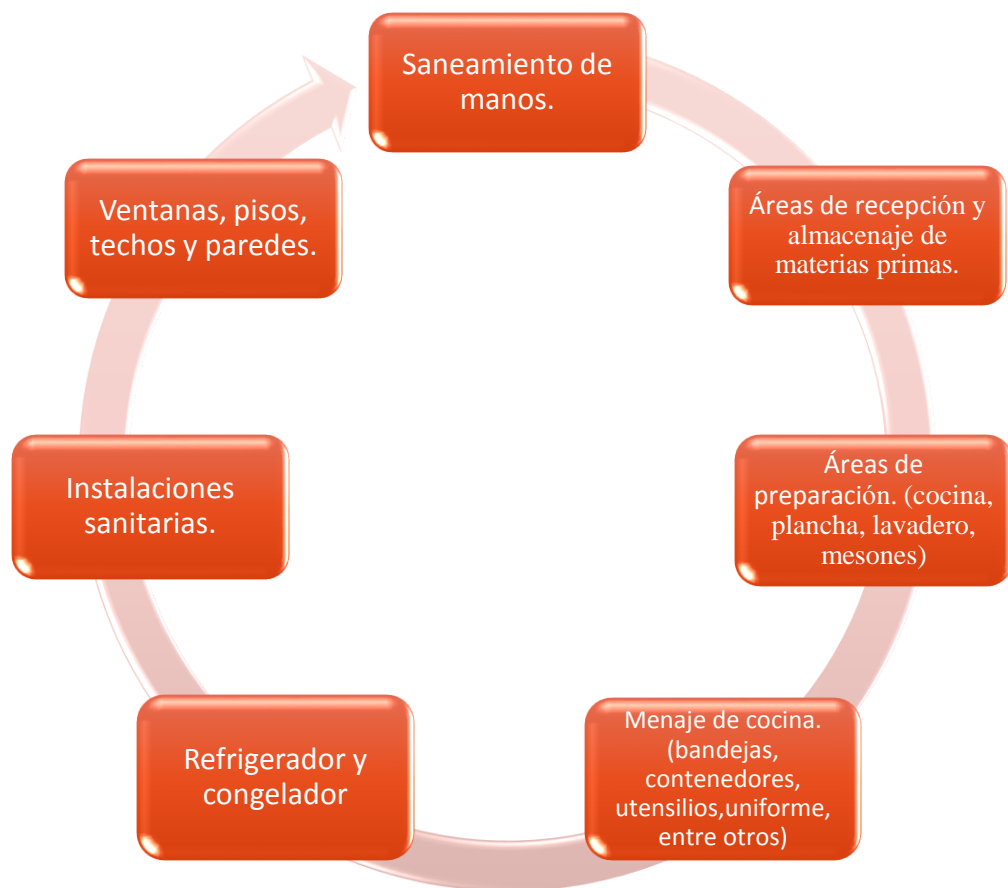 Saneamiento de
manos.
Áreas de recepción y
almacenaje de
materias primas.
Áreas de
preparación. (cocina,
plancha, lavadero,
mesones)
Menaje de cocina.
(bandejas,
contenedores,
utensilios,uniforme,
entre otros)
Refrigerador y
congelador
Instalaciones
sanitarias.
Ventanas, pisos,
techos y paredes.